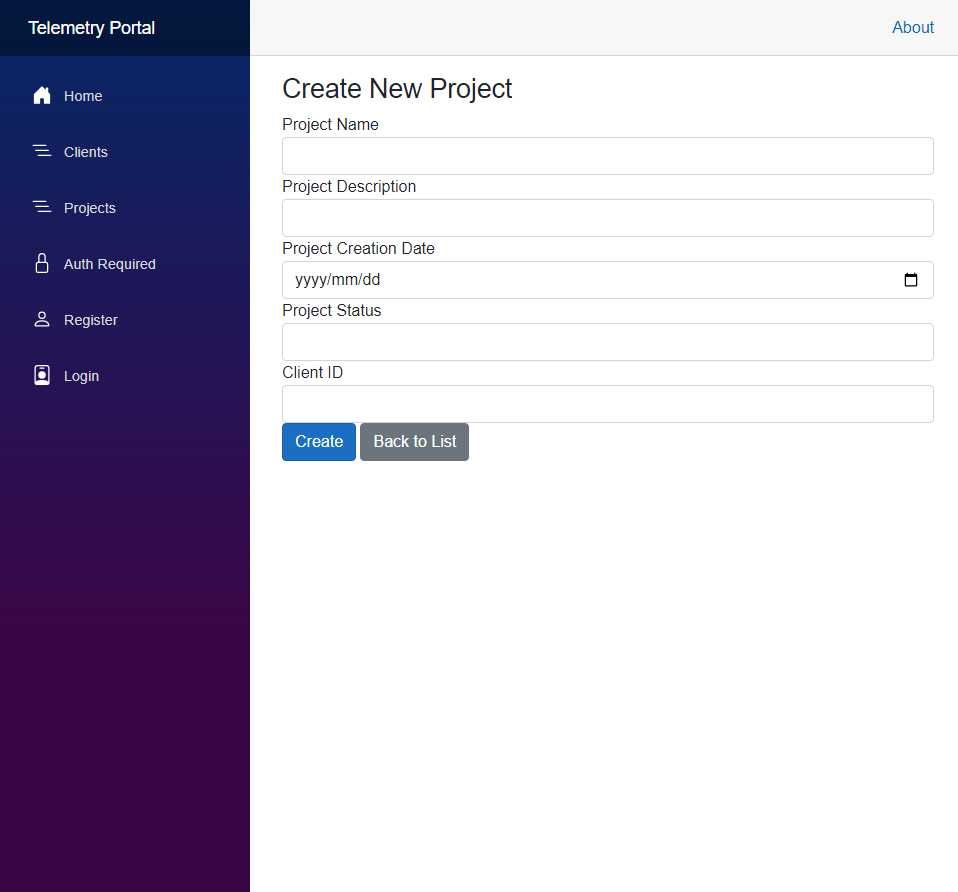 Telemetry Portal
About
Home
Clients
Projects
Auth Required
Register
Login
Create New Project
Project Name
Project Description
Project Creation Date
yyyy/mm/dd
Project Status
Client ID
Create Back to List